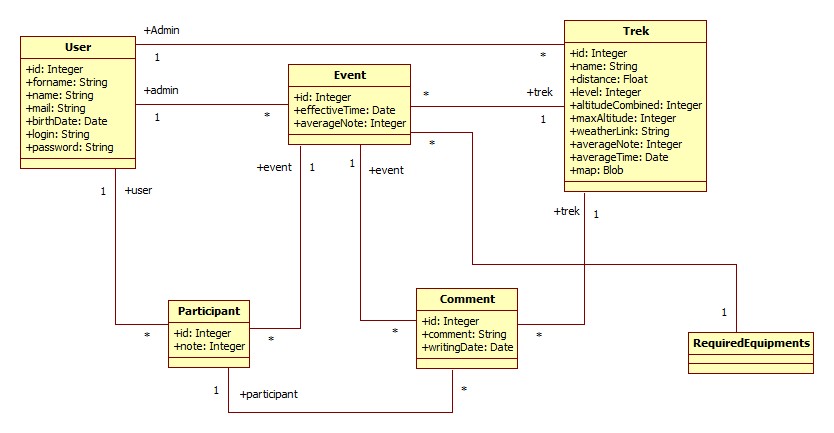 +Admin
1
*
User
+id: Integer
+forname: String
+name: String
+mail: String
+birthDate: Date
+login: String
+password: String
Trek
+id: Integer
+name: String
+distance: Float
+level: Integer
+altitudeCombined: Integer
+maxAltitude: Integer
+weatherLink: String
+averageNote: Integer
+averageTime: Date
+map: Blob
+admin
1
*
Event
+id: Integer
+effectiveTime: Date
+averageNote: Integer
*
+trek
1
*
+event
1
1
+event
1
+user
+trek
1
Participant
+id: Integer
+note: Integer
*
*
Comment
+id: Integer
+comment: String
+writingDate: Date
*
*
1
RequiredEquipments
1
+participant
*